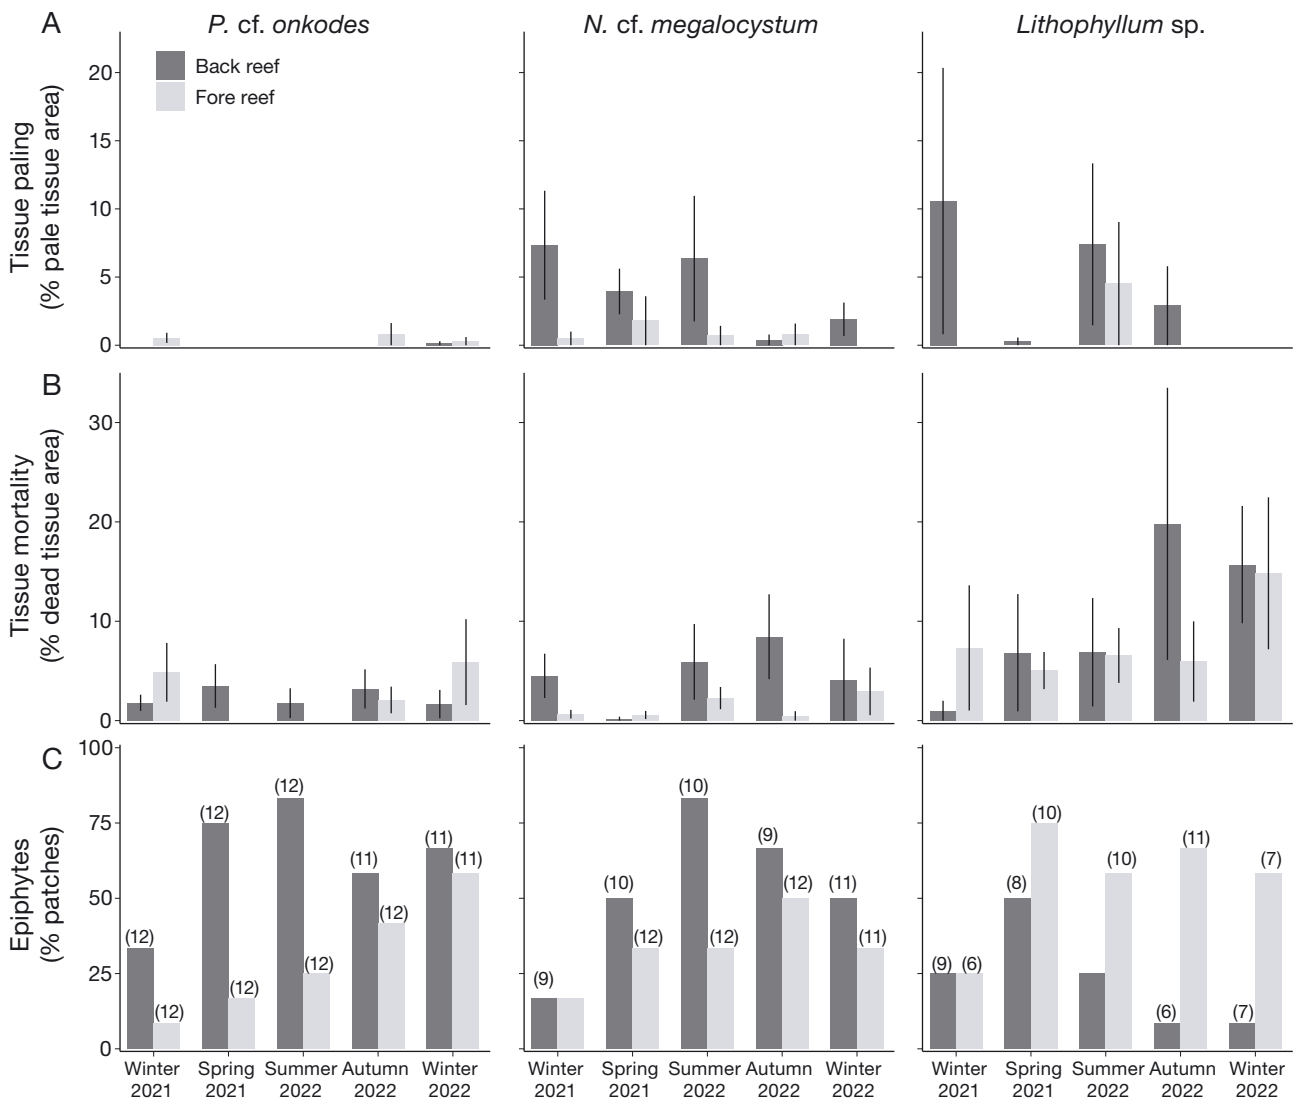 A
P. cf. onkodes
N. cf. megalocystum
Lithophyllum sp.
Back reef
Fore reef
Tissue paling
(% pale tissue area)
20
15
10
5
0
B
Tissue mortality
(% dead tissue area)
30
20
10
0
C
Epiphytes
(% patches)
100
75
50
25
0
(12) (12) (12) (12) (12) (12) (11) (12) (11) (11)
(9) (10) (12) (10) (12) (9) (12) (11) (11)
(9) (6) (8) (10) (10) (6) (11) (7) (7)
Winter Spring Summer Autumn Winter
2021 2021 2022 2022 2022
Winter Spring Summer Autumn Winter
2021 2021 2022 2022 2022
Winter Spring Summer Autumn Winter
2021 2021 2022 2022 2022